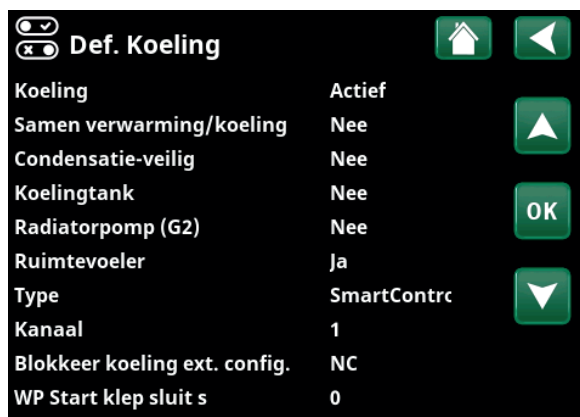 Def. Koeling
Koeling Actief
Samen verwarming/koeling Nee
Condensatie-veilig Nee
Koelingtank Nee
Radiatorpomp (G2) Nee
OK
Ruimtevoeler Ja
Type SmartContrc
Kanaal 1
Blokkeer koeling ext. config. NC
WP Start klep sluit s 0